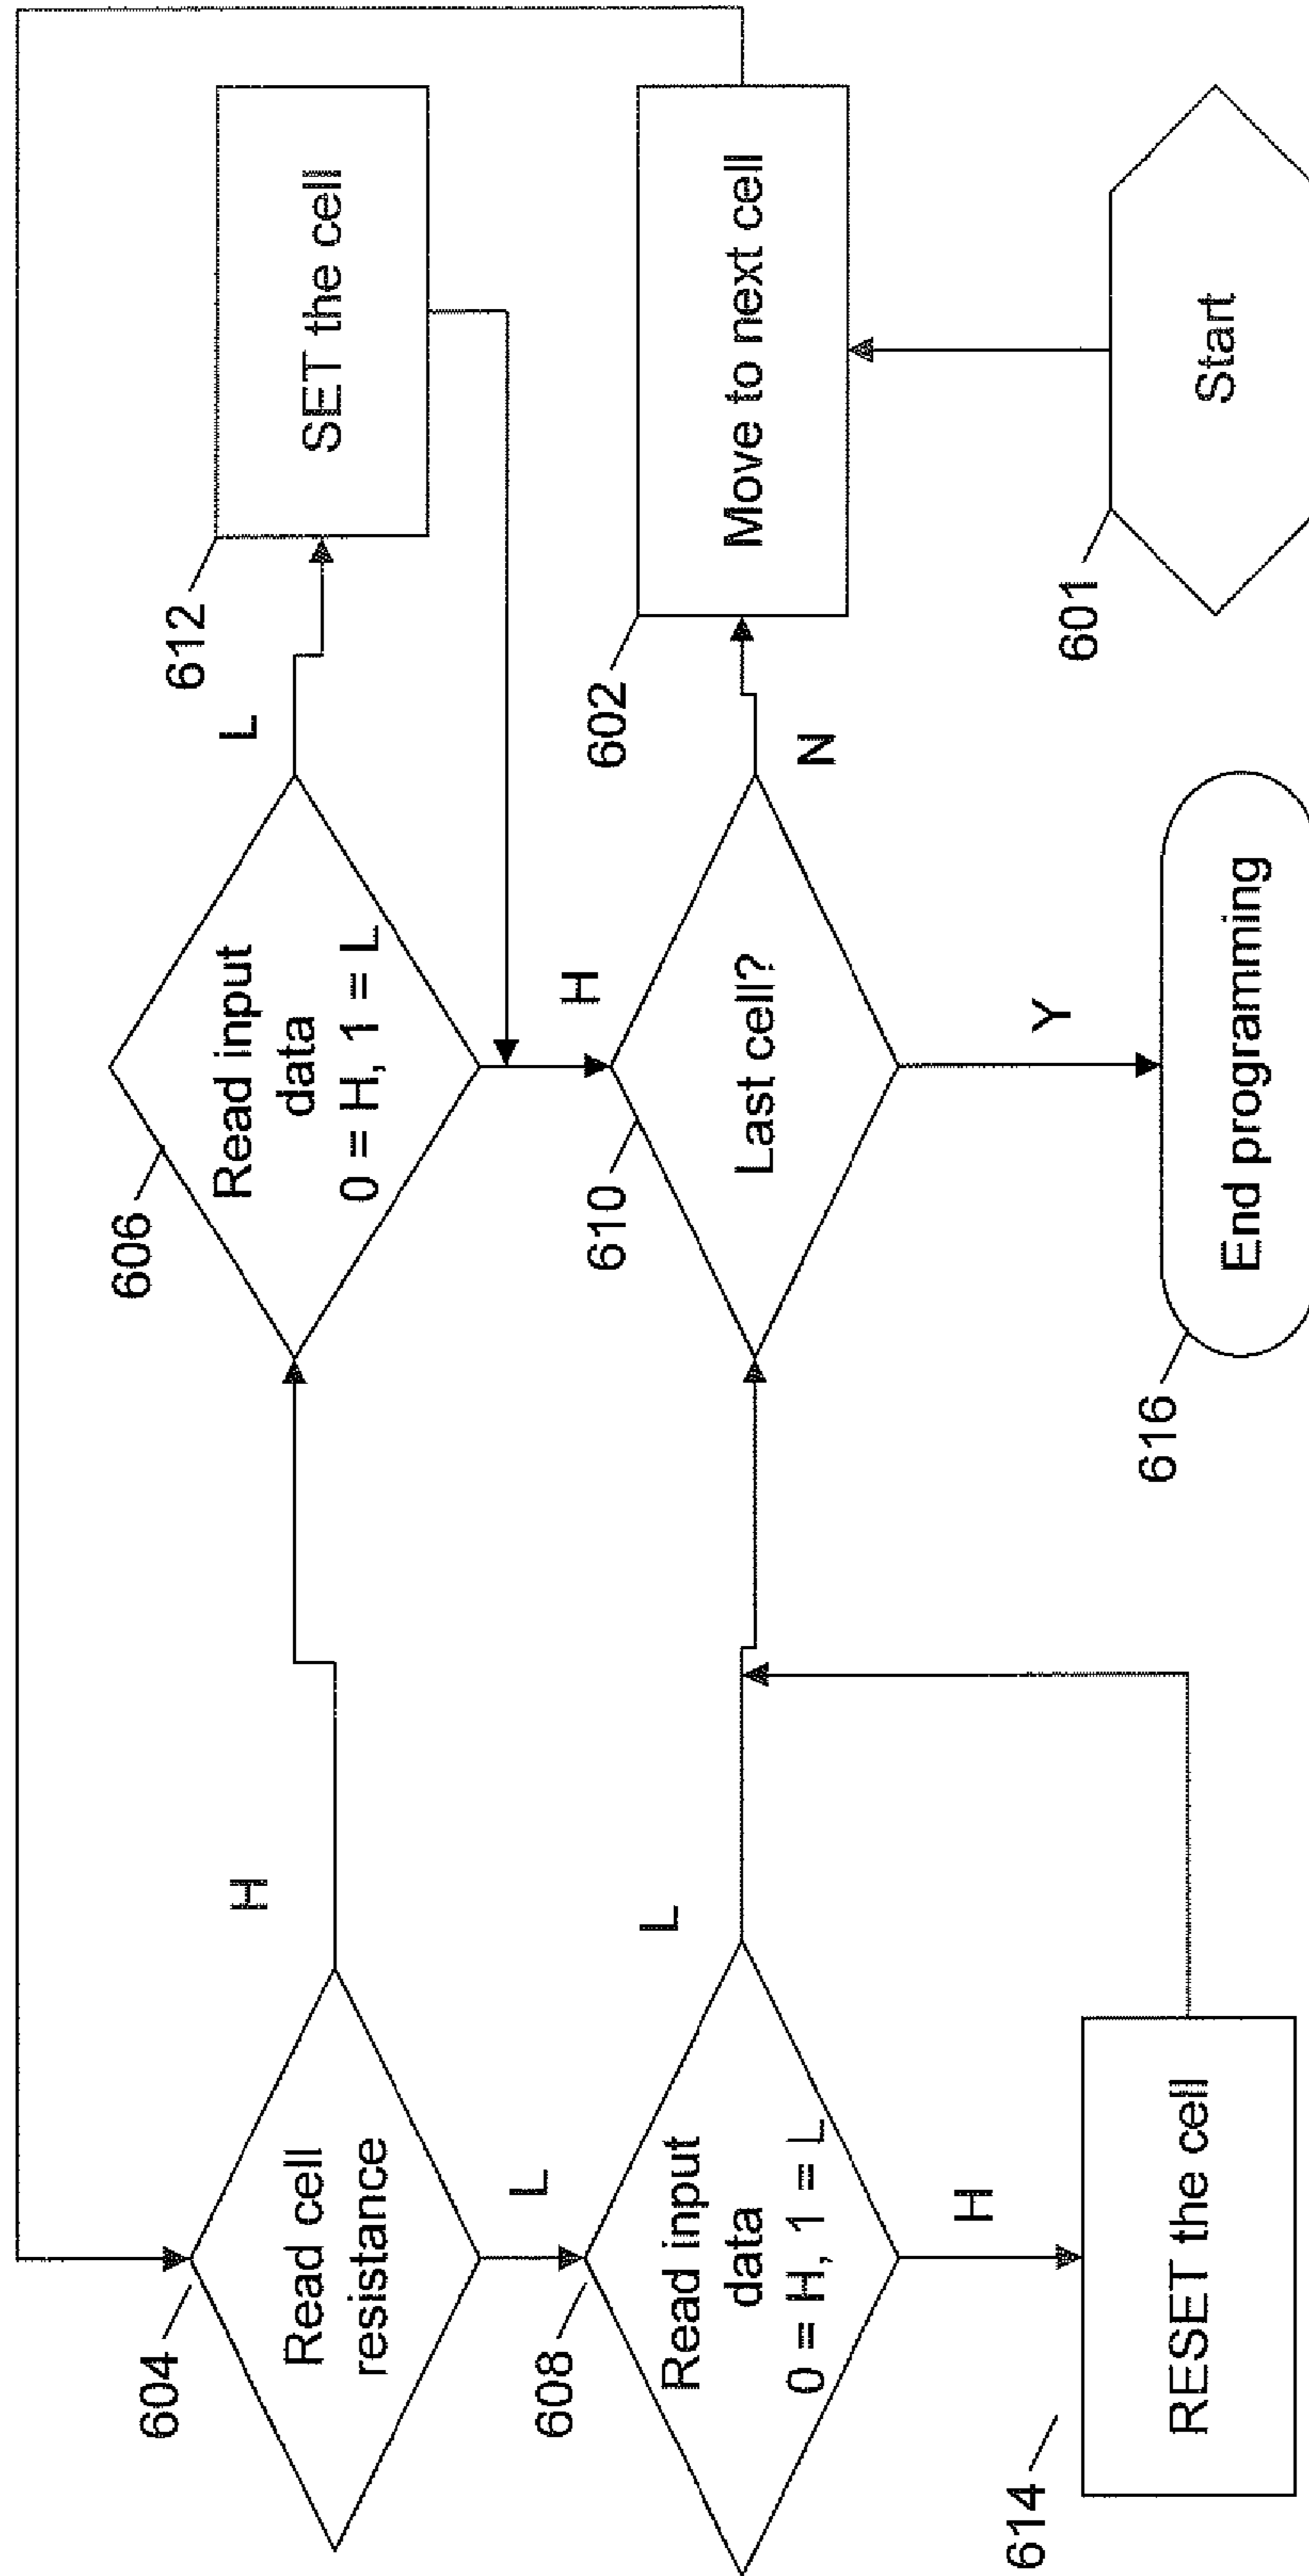 604
Read cell
resistance
H
606
Read input
data
0 = H, 1 = L
L
612
SET the cell
L
608
Read input
data
0 = H, 1 = L
L
H
610
Last cell?
N
602
Move to next cell
H
614
RESET the cell
Y
616
End programming
601
Start